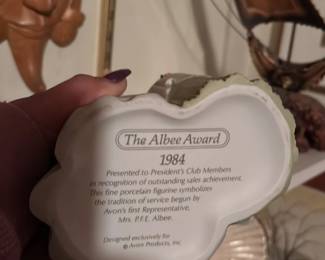 The Albee Award
1984
Presented to President's Club Members
in recognition of outstanding sales achievement.
This fine porcelain figurine symbolizes
the tradition of service begun by
Avon's first Representative,
Mrs. P.F.E. Albee.
Designed exclusively for
© Avon Products, Inc.